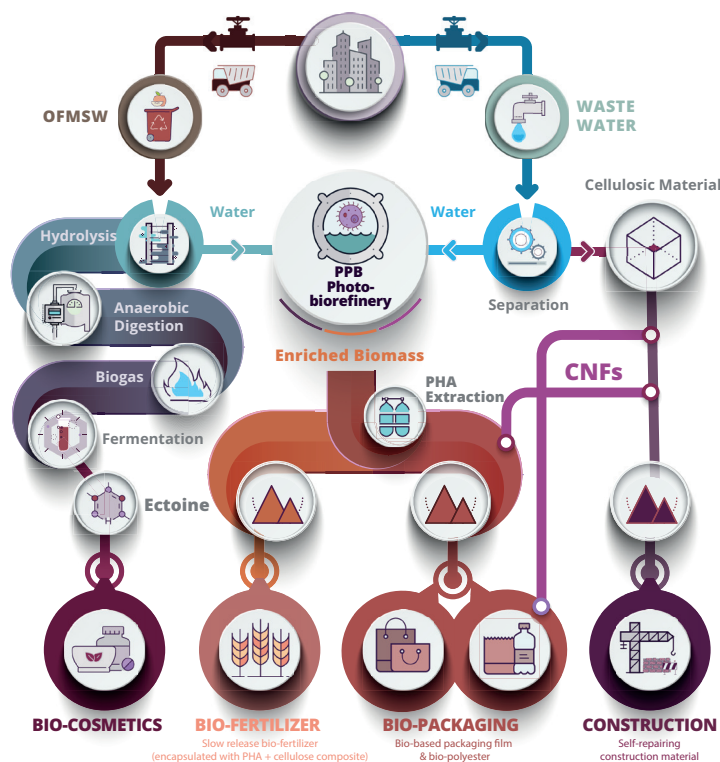 OFMSW
WASTE
WATER
Cellulosic Material
Hydrolysis
Water
Water
PPB
Photo-
biorefinery
Separation
Anaerobic
Digestion
Enriched Biomass
Biogas
PHA
Extraction
CNFs
Fermentation
Ectoine
BIO-COSMETICS
BIO-FERTILIZER
Slow release bio-fertilizer
(encapsulated with PHA + cellulose composite)
BIO-PACKAGING
Bio-based packaging film
& bio-polyester
CONSTRUCTION
Self-repairing
construction material